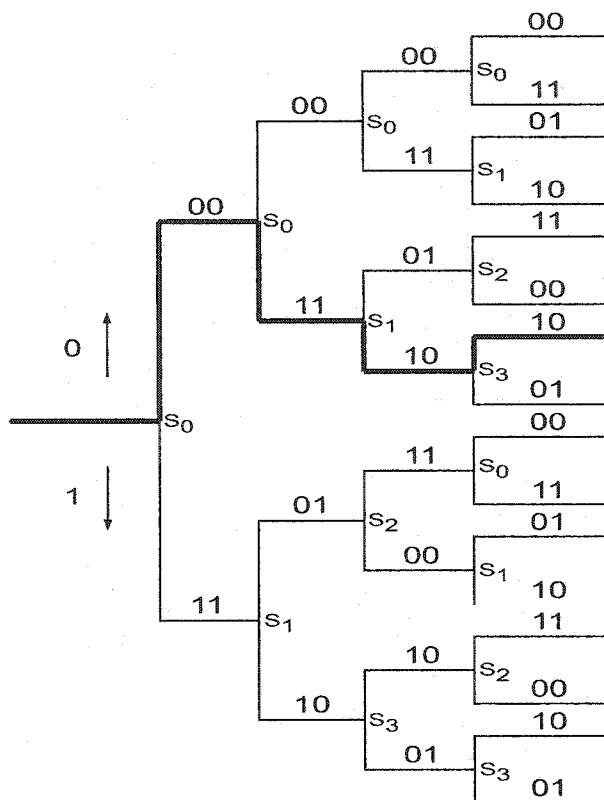 00
00 S0
00 11
S0 01
11 S1
00 10
S0 11
01 S2
11 00
S1 10
0 10 S3
01
S0 00
11 S0
1 01 11
S2 01
00 S1
11 10
S1 11
10 S2
10 00
S3 10
01 S3
01